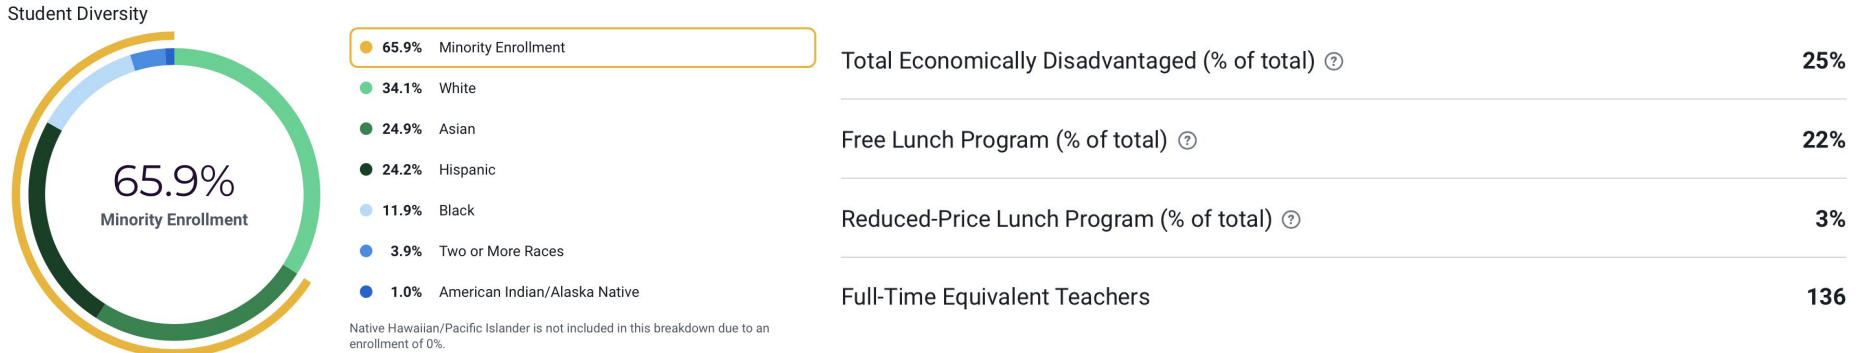 Student Diversity
65.9%
Minority Enrollment
65.9% Minority Enrollment
34.1% White
24.9% Asian
24.2% Hispanic
11.9% Black
3.9% Two or More Races
1.0% American Indian/Alaska Native
Native Hawaiian/Pacific Islander is not included in this breakdown due to an
enrollment of 0%.
Total Economically Disadvantaged (% of total) ? 25%
Free Lunch Program (% of total) ? 22%
Reduced-Price Lunch Program (% of total) ? 3%
Full-Time Equivalent Teachers 136